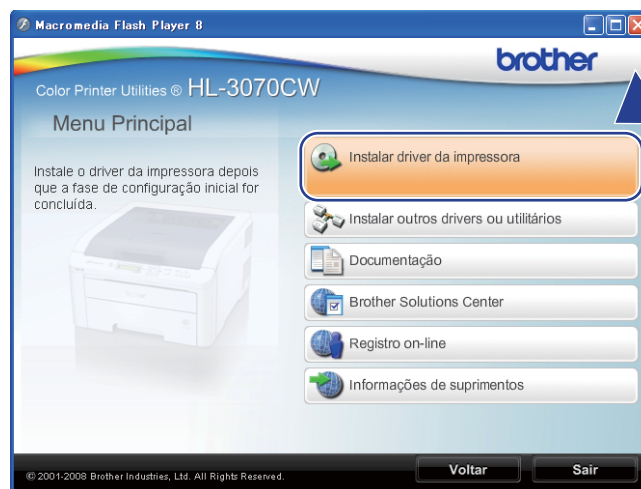 Macromedia Flash Player 8
brother
Color Printer Utilities ® HL-3070CW
Menu Principal
Instale o driver da impressora depois
que a fase de configuração inicial for
concluída.
Instalar driver da impressora
Instalar outros drivers ou utilitários
Documentação
Brother Solutions Center
Registro on-line
Informações de suprimentos
© 2001-2008 Brother Industries, Ltd. All Rights Reserved.
Voltar
Sair